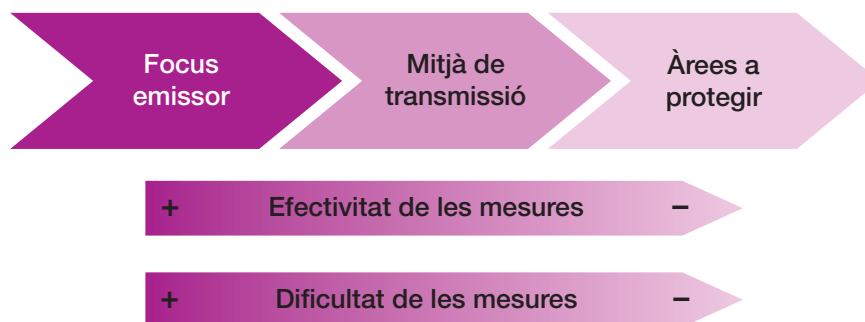 Focus
emissor
Mitjà de
transmissió
Àrees a
protegir
+ Efectivitat de les mesures −
+ Dificultat de les mesures −